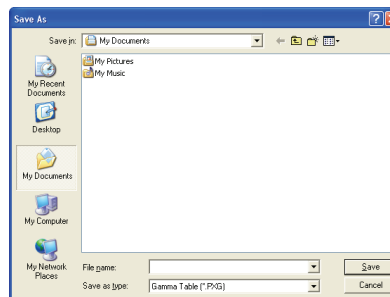 Save As
Save in: My Documents
My Pictures
My Music
My Recent
Documents
Desktop
My Documents
My Computer
My Network
Places
File name:
Save
Save as type: Gamma Table (*.PXG)
Cancel